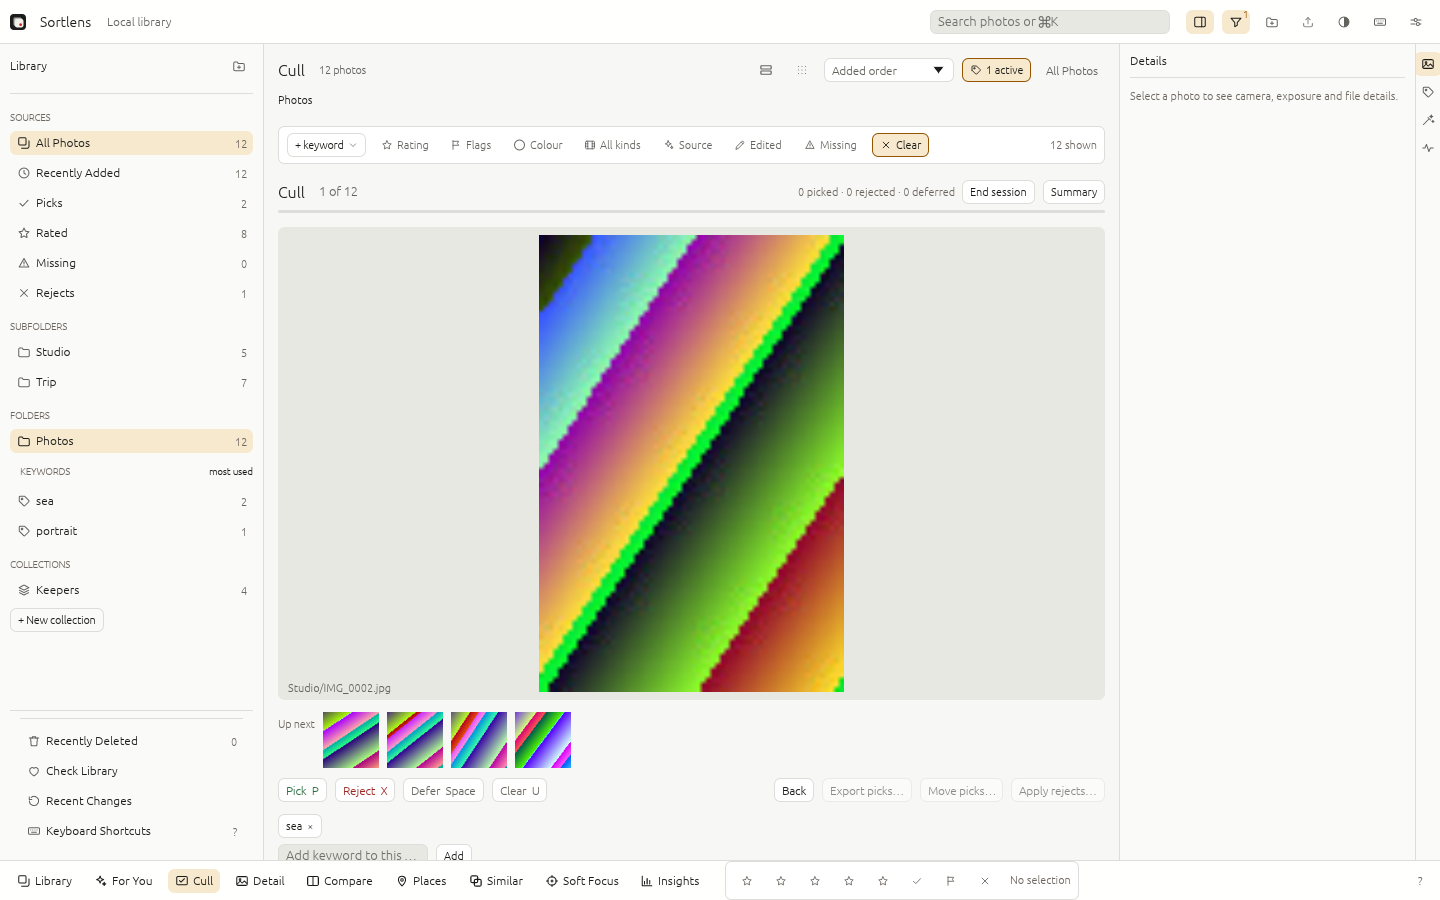 Sortlens Local library Search photos or ⌘K 1
Library
SOURCES
All Photos 12
Recently Added 12
Picks 2
Rated 8
Missing 0
Rejects 1
SUBFOLDERS
Studio 5
Trip 7
FOLDERS
Photos 12
KEYWORDS most used
sea 2
portrait 1
COLLECTIONS
Keepers 4
+ New collection
Recently Deleted 0
Check Library
Recent Changes
Keyboard Shortcuts ?
Cull 12 photos Added order 1 active All Photos
Photos
+ keyword Rating Flags Colour All kinds Source Edited Missing Clear 12 shown
Cull 1 of 12 0 picked · 0 rejected · 0 deferred End session Summary
Studio/IMG_0002.jpg
Up next
Pick P Reject X Defer Space Clear U Back Export picks... Move picks... Apply rejects...
sea ×
Add keyword to this ... Add
Details
Select a photo to see camera, exposure and file details.
Library For You Cull Detail Compare Places Similar Soft Focus Insights No selection ?